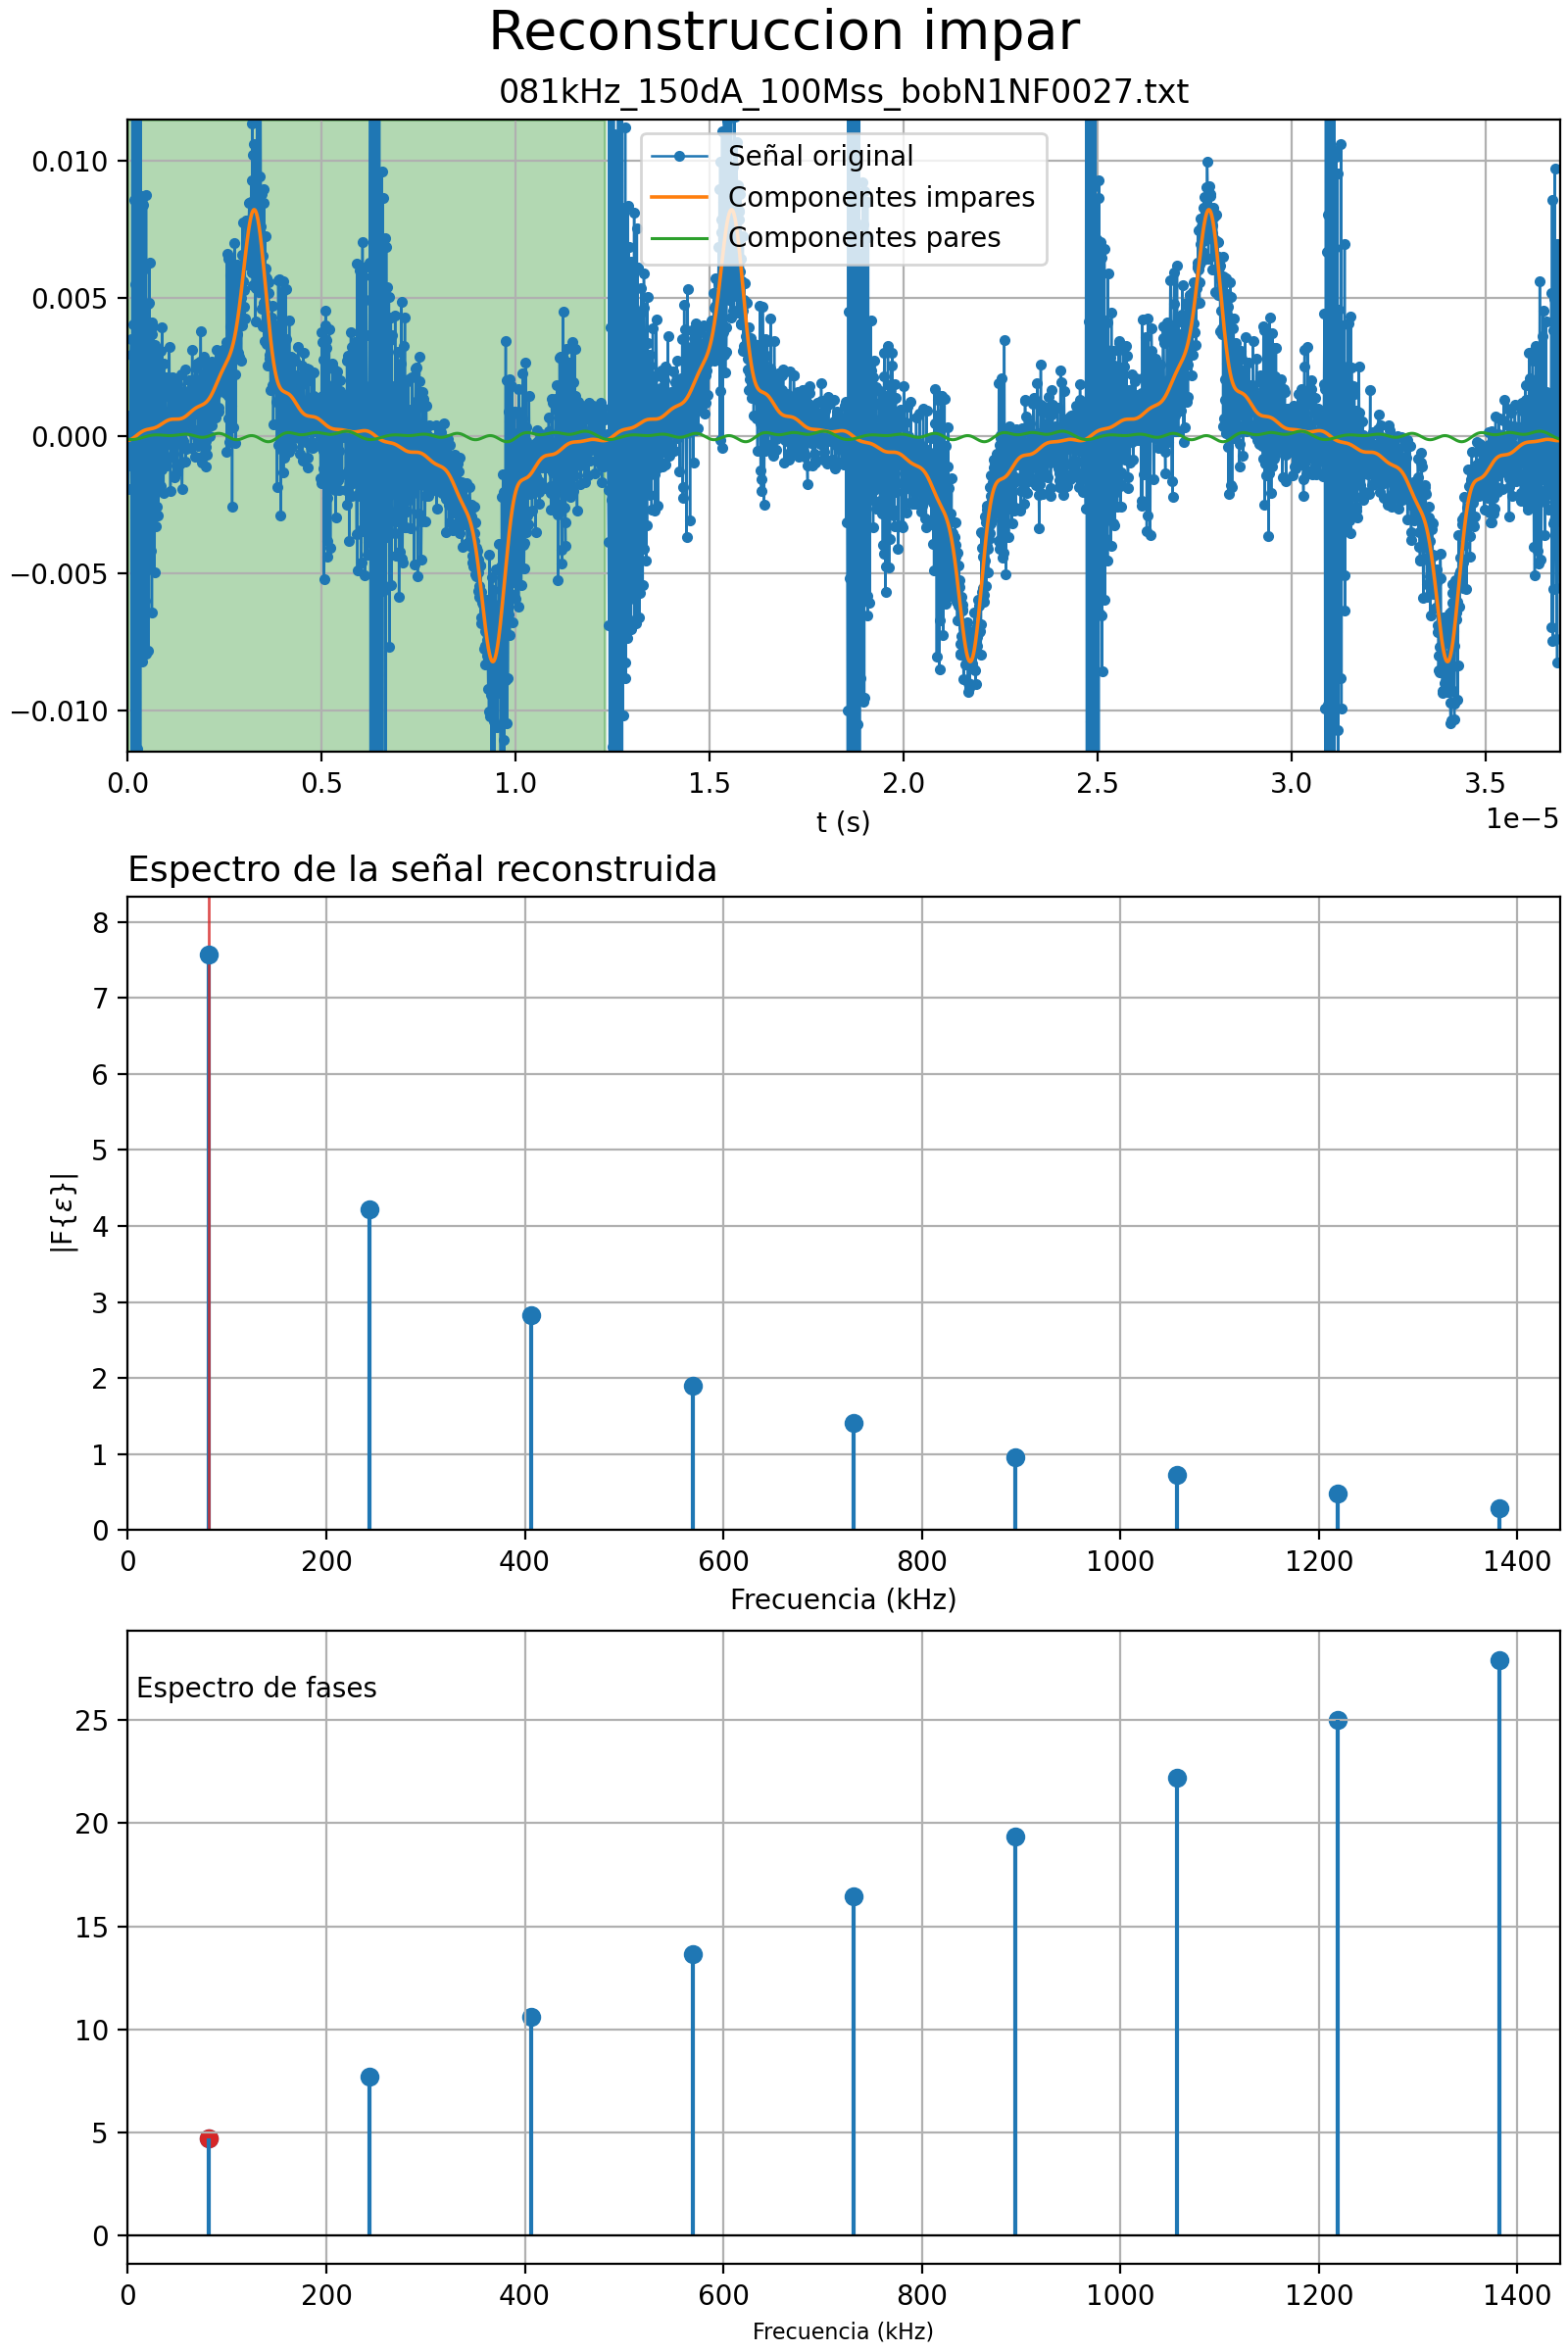 Reconstruccion impar
081kHz_150dA_100Mss_bobN1NF0027.txt
Señal original
Componentes impares
Componentes pares
0.010
0.005
0.000
−0.005
−0.010
0.0 0.5 1.0 1.5 2.0 2.5 3.0 3.5
1e−5
t (s)
Espectro de la señal reconstruida
8
7
6
5
4
3
2
1
0
|F{ε}|
0 200 400 600 800 1000 1200 1400
Frecuencia (kHz)
Espectro de fases
25
20
15
10
5
0
0 200 400 600 800 1000 1200 1400
Frecuencia (kHz)